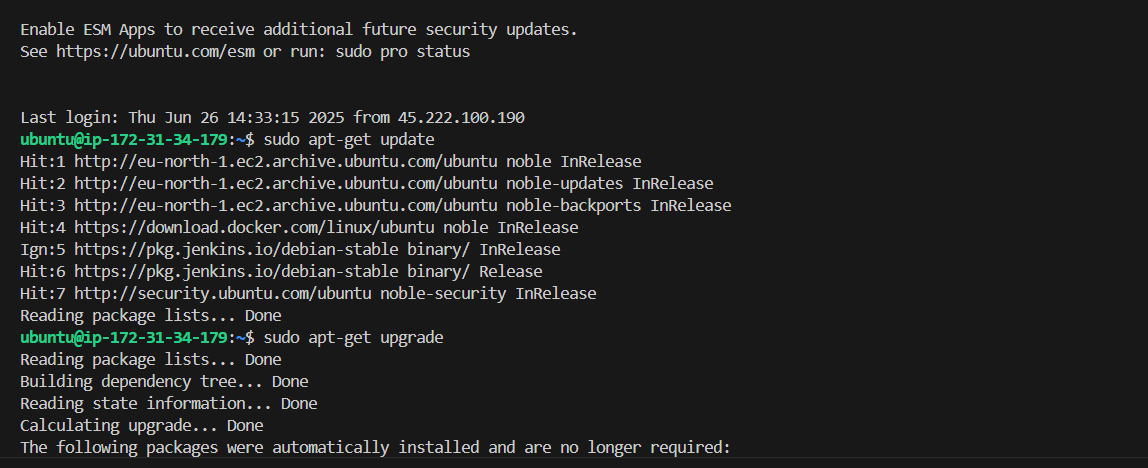 Enable ESM Apps to receive additional future security updates.
See https://ubuntu.com/esm or run: sudo pro status
Last login: Thu Jun 26 14:33:15 2025 from 45.222.100.190
ubuntu@ip-172-31-34-179:~$ sudo apt-get update
Hit:1 http://eu-north-1.ec2.archive.ubuntu.com/ubuntu noble InRelease
Hit:2 http://eu-north-1.ec2.archive.ubuntu.com/ubuntu noble-updates InRelease
Hit:3 http://eu-north-1.ec2.archive.ubuntu.com/ubuntu noble-backports InRelease
Hit:4 https://download.docker.com/linux/ubuntu noble InRelease
Ign:5 https://pkg.jenkins.io/debian-stable binary/ InRelease
Hit:6 https://pkg.jenkins.io/debian-stable binary/ Release
Hit:7 http://security.ubuntu.com/ubuntu noble-security InRelease
Reading package lists... Done
ubuntu@ip-172-31-34-179:~$ sudo apt-get upgrade
Reading package lists... Done
Building dependency tree... Done
Reading state information... Done
Calculating upgrade... Done
The following packages were automatically installed and are no longer required: